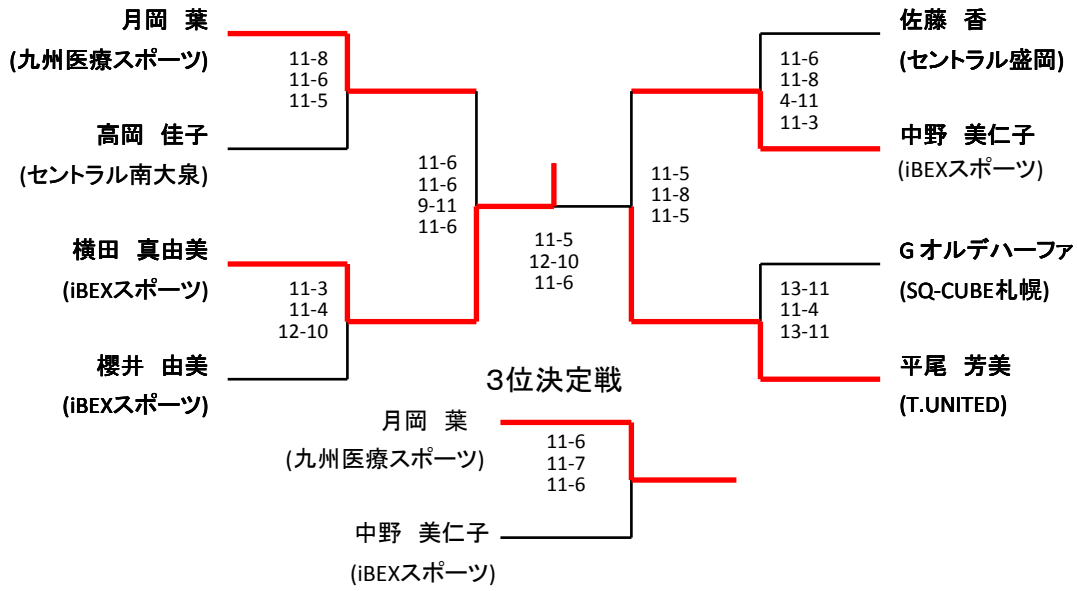 月岡 葉
(九州医療スポーツ)
11-8
11-6
11-5
高岡 佳子
(セントラル南大泉)
11-6
11-6
9-11
11-6
横田 真由美
(iBEXスポーツ)
11-3
11-4
12-10
櫻井 由美
(iBEXスポーツ)
11-5
12-10
11-6
佐藤 香
(セントラル盛岡)
11-6
11-8
4-11
11-3
中野 美仁子
(iBEXスポーツ)
11-5
11-8
11-5
G オルデハーファ
(SQ-CUBE札幌)
13-11
11-4
13-11
平尾 芳美
(T.UNITED)
3位決定戦
月岡 葉
(九州医療スポーツ)
11-6
11-7
11-6
中野 美仁子
(iBEXスポーツ)